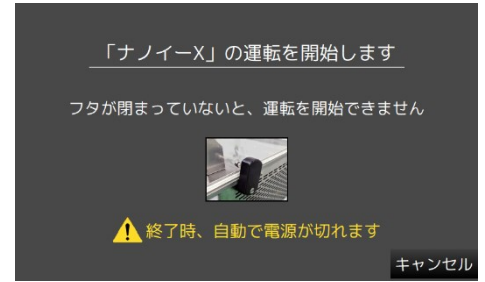 「ナノイーX」の運転を開始します
フタが閉まっていないと、運転を開始できません
終了時、自動で電源が切れます
キャンセル